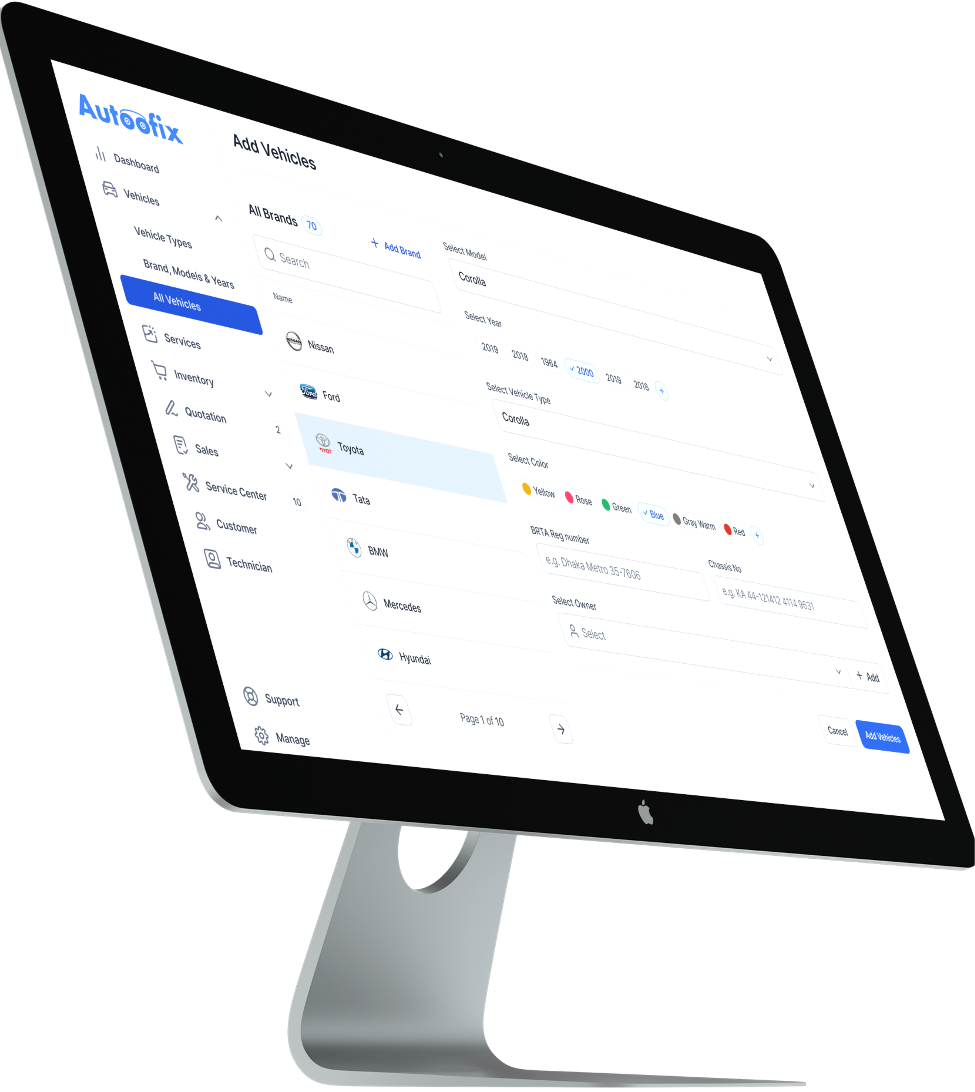 Autoofix
Dashboard
Vehicles
Vehicle Types
Brand, Models & Years
All Vehicles
Services
Inventory
Quotation 2
Sales
Service Center 10
Customer
Technician
Support
Manage
Add Vehicles
All Brands 70
+ Add Brand
Search
Name
Nissan
Ford
Toyota
Tata
BMW
Mercedes
Hyundai
Page 1 of 10
Select Model
Corolla
Select Year
2019 2018 1964 2000 2019 2018 +
Select Vehicle Type
Corolla
Select Color
Yellow Rose Green Blue Gray Warm Red +
BRTA Reg.number
e.g. Dhaka Metro 35-7606
Chassis No
e.g. KA 44-121412 4114 9631
Select Owner
Select
+ Add
Cancel
Add Vehicles